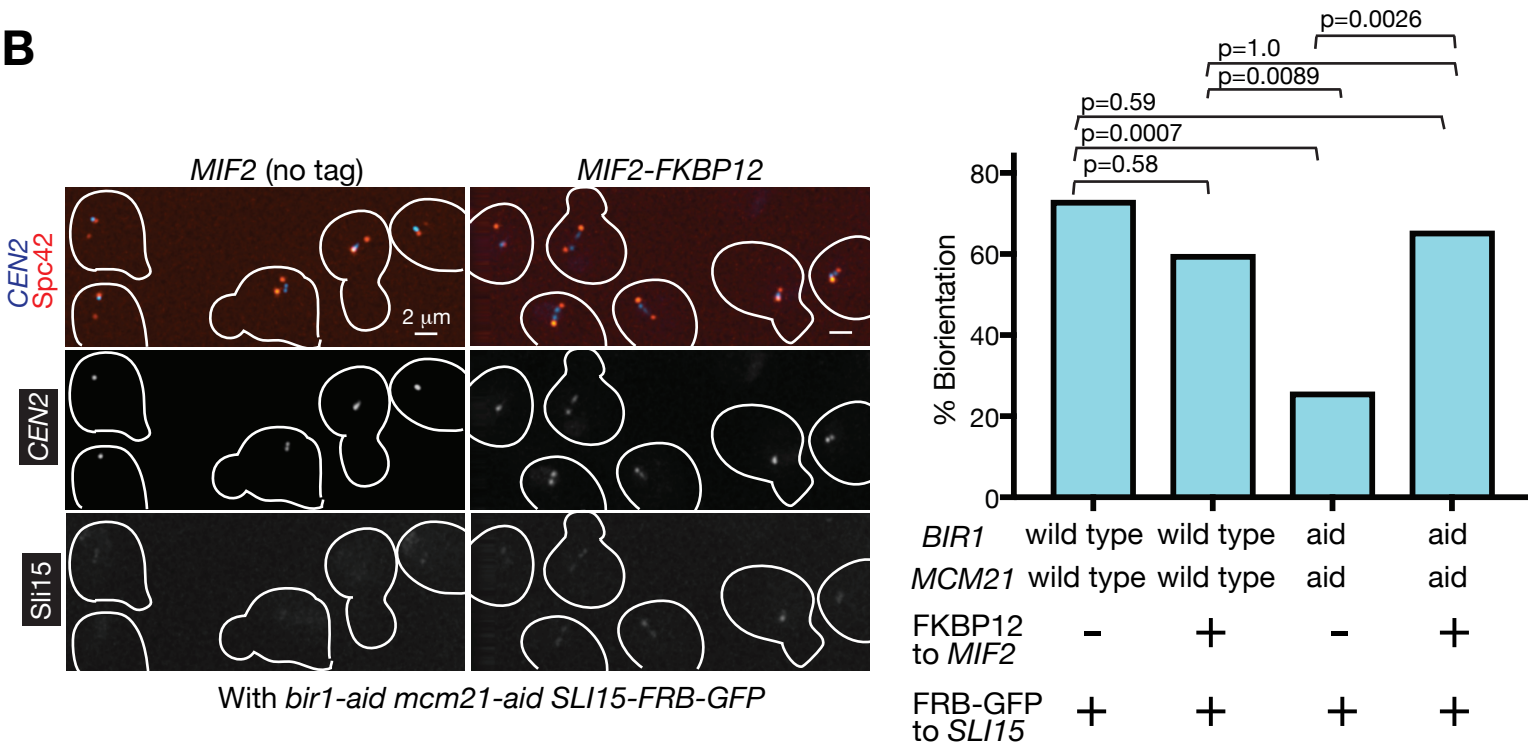 B
MIF2 (no tag)
MIF2-FKBP12
CEN2
Spc42
2 μm
CEN2
Sli15
With bir1-aid mcm21-aid SLI15-FRB-GFP
p=0.0026
p=1.0
p=0.0089
p=0.59
p=0.0007
p=0.58
% Biorientation
80
60
40
20
0
BIR1 wild type wild type aid aid
MCM21 wild type wild type aid aid
FKBP12
to MIF2 - + - +
FRB-GFP
to SLI15 + + + +